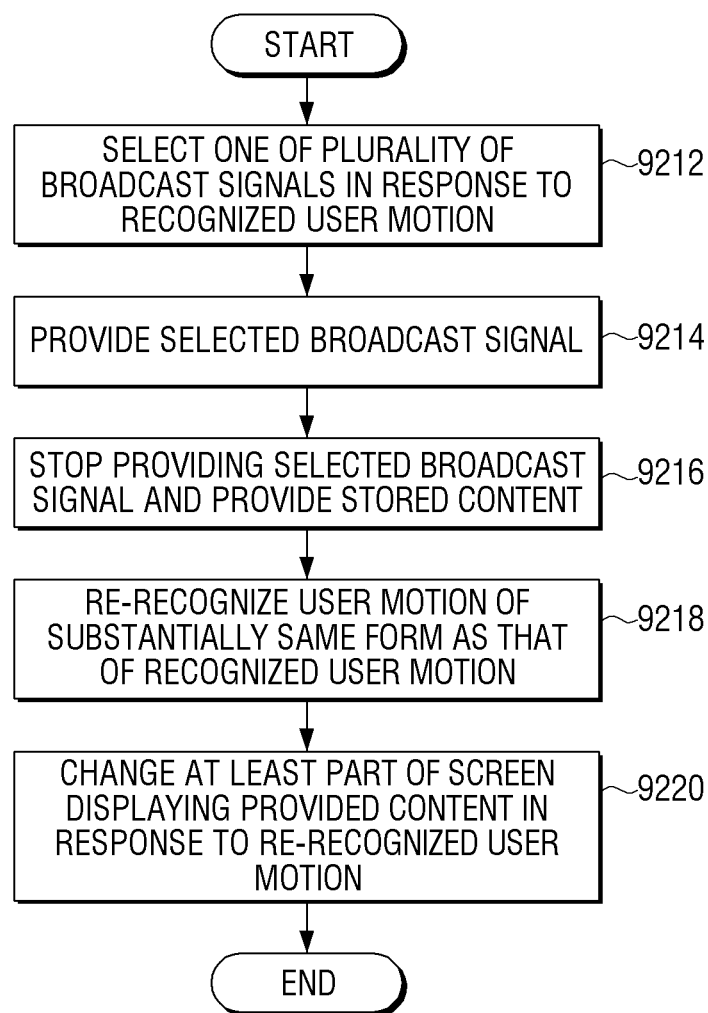 START
SELECT ONE OF PLURALITY OF
BROADCAST SIGNALS IN RESPONSE TO
RECOGNIZED USER MOTION
9212
PROVIDE SELECTED BROADCAST SIGNAL
9214
STOP PROVIDING SELECTED BROADCAST
SIGNAL AND PROVIDE STORED CONTENT
9216
RE-RECOGNIZE USER MOTION OF
SUBSTANTIALLY SAME FORM AS THAT
OF RECOGNIZED USER MOTION
9218
CHANGE AT LEAST PART OF SCREEN
DISPLAYING PROVIDED CONTENT IN
RESPONSE TO RE-RECOGNIZED USER
MOTION
9220
END